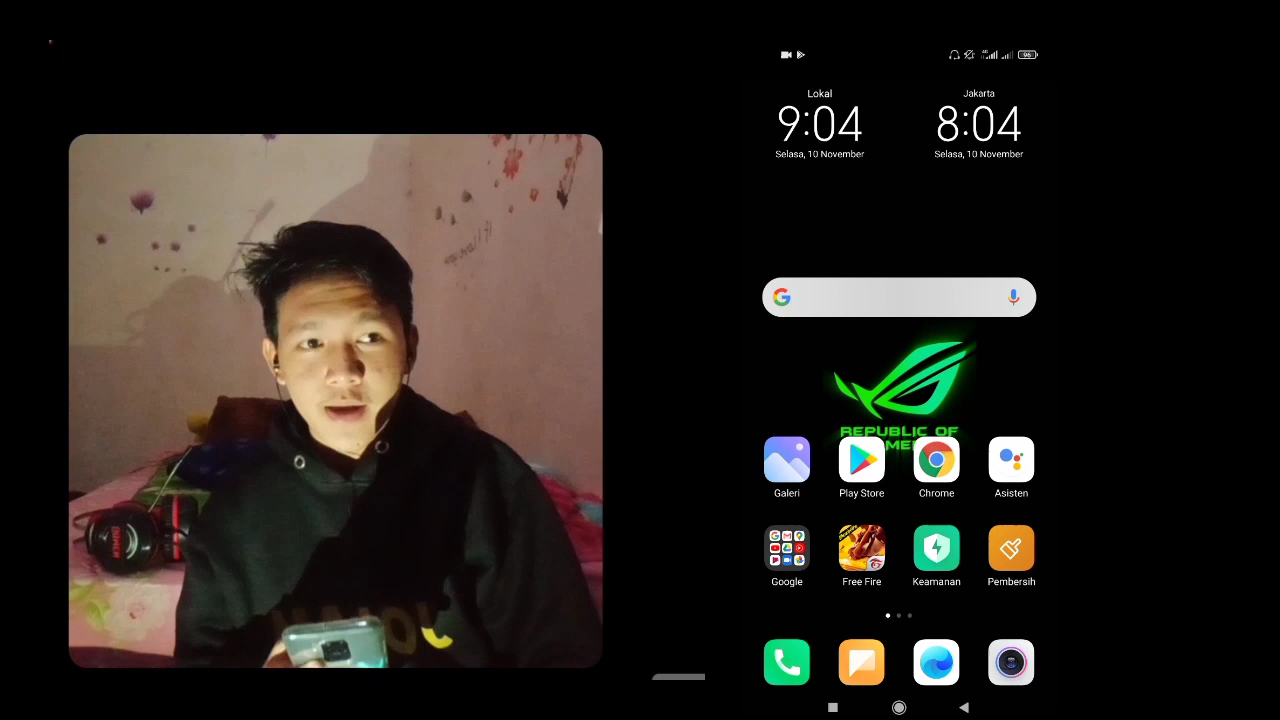 Lokal
9:04
Selasa, 10 November
Jakarta
8:04
Selasa, 10 November
96
REPUBLIC OF
Galeri
Play Store
Chrome
Asisten
Google
Free Fire
Keamanan
Pembersih